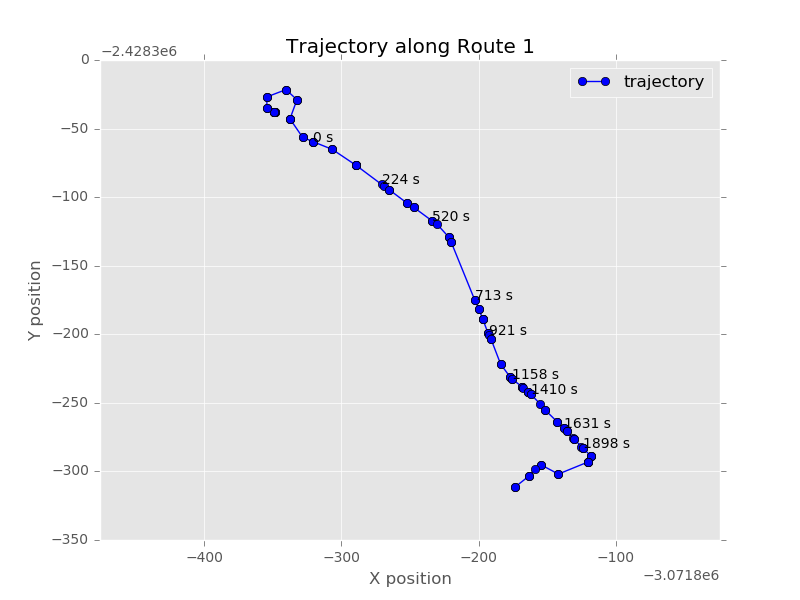 Trajectory along Route 1
−2.4283e6
trajectory
0
−50
−100
−150
−200
−250
−300
−350
Y position
0 s
224 s
520 s
713 s
921 s
1158 s
1410 s
1631 s
1898 s
−400
−300
−200
−100
X position
−3.0718e6